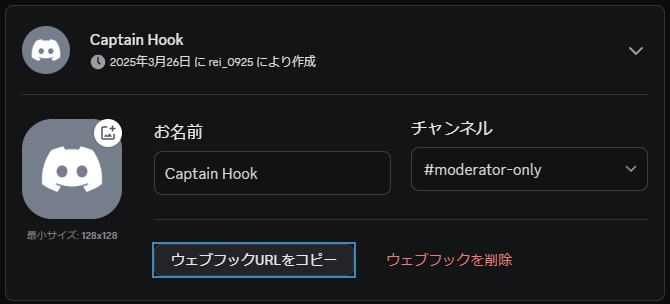 Captain Hook
2025年3月26日 に rei_0925 により作成
お名前
チャンネル
Captain Hook
#moderator-only
最小サイズ: 128x128
ウェブフックURLをコピー
ウェブフックを削除